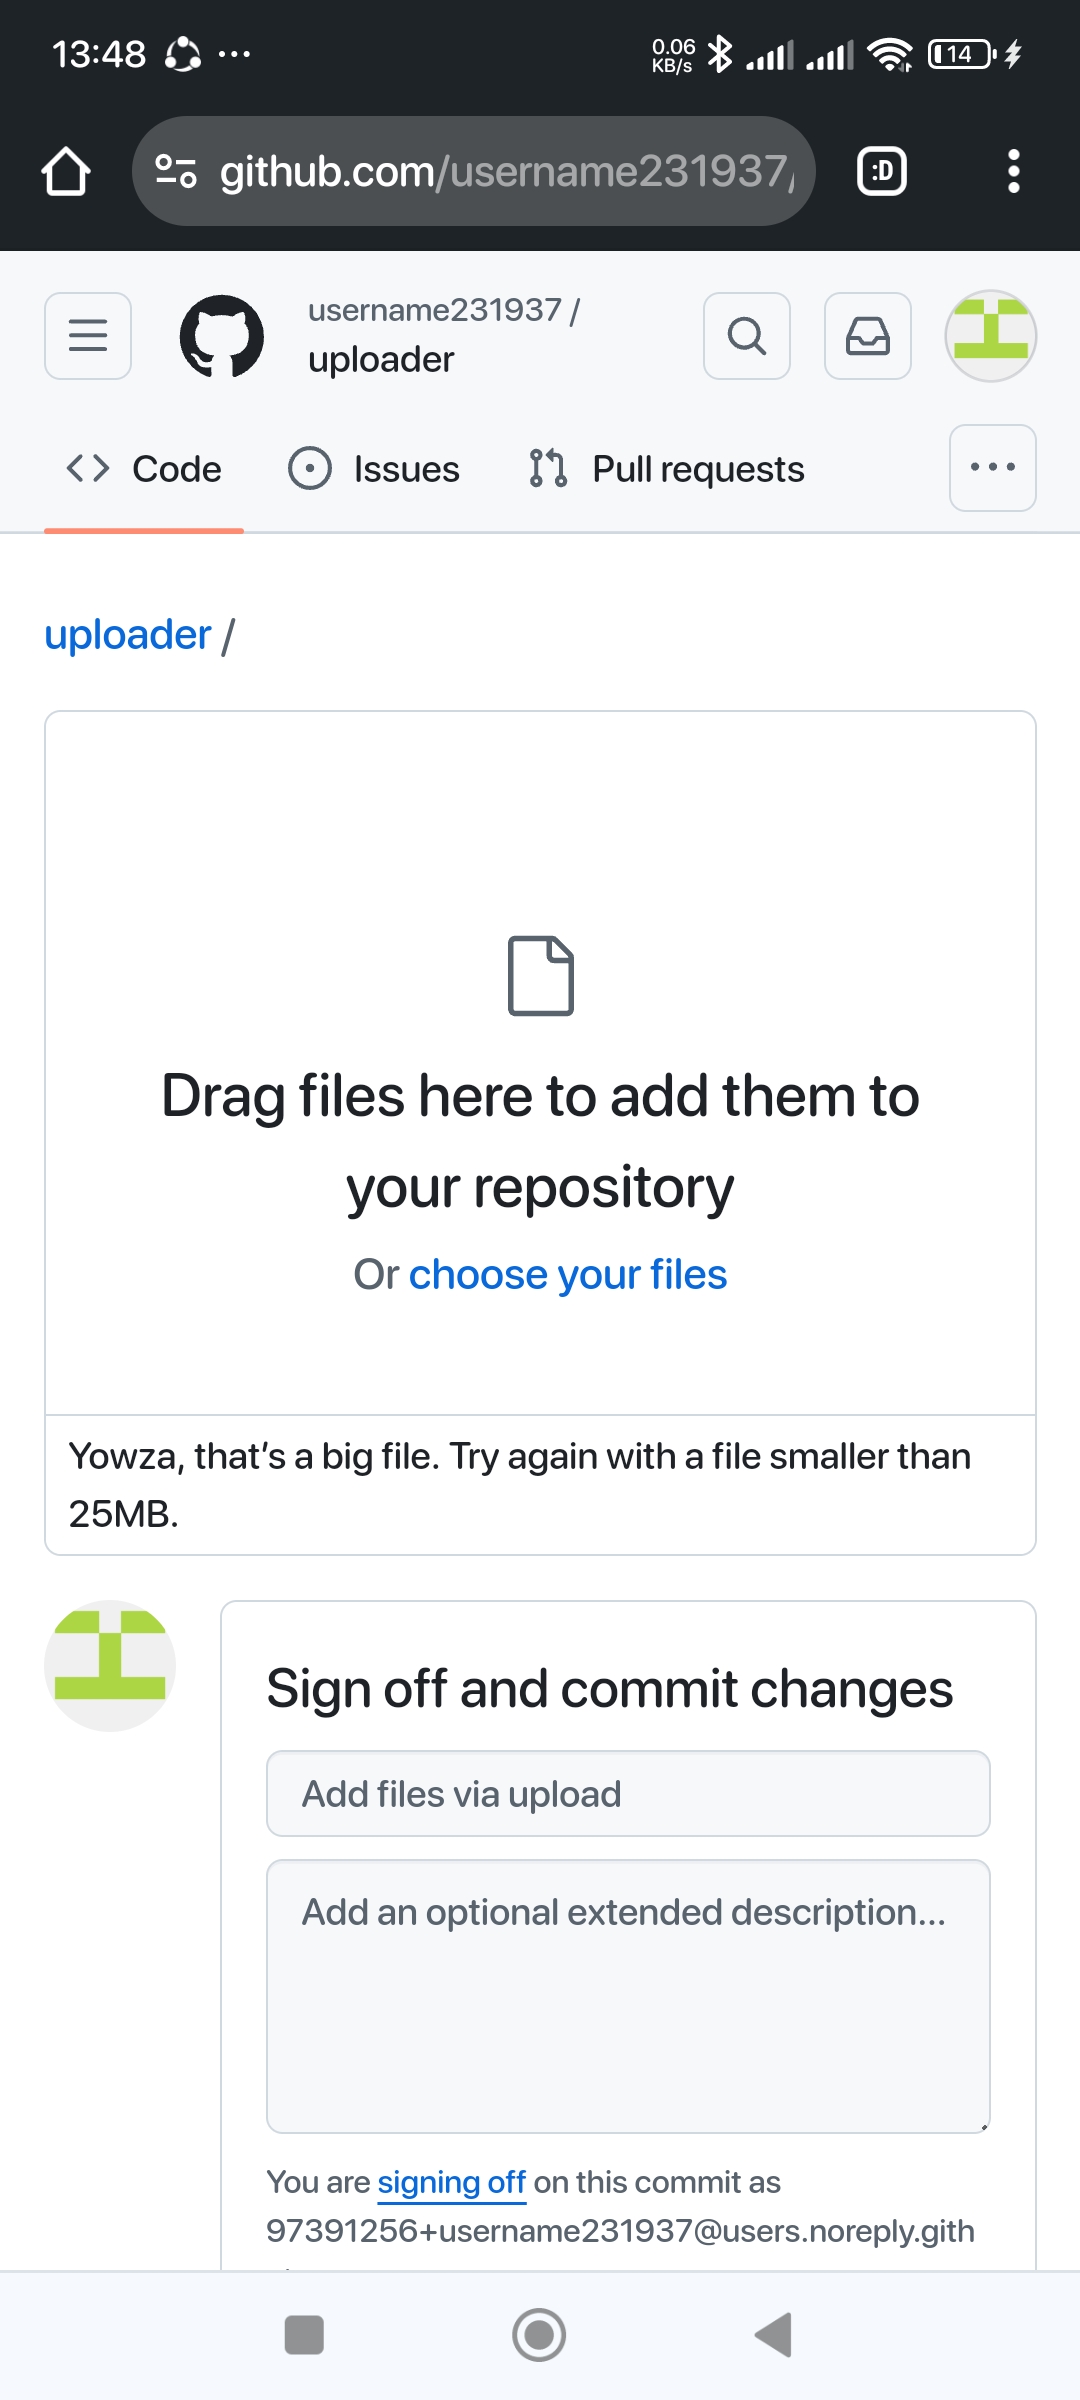 13:48
0.06
KB/s
14
github.com/username231937/
:D
username231937 /
uploader
Code
Issues
Pull requests
uploader /
Drag files here to add them to
your repository
Or choose your files
Yowza, that's a big file. Try again with a file smaller than
25MB.
Sign off and commit changes
Add files via upload
Add an optional extended description...
You are signing off on this commit as
97391256+username231937@users.noreply.gith